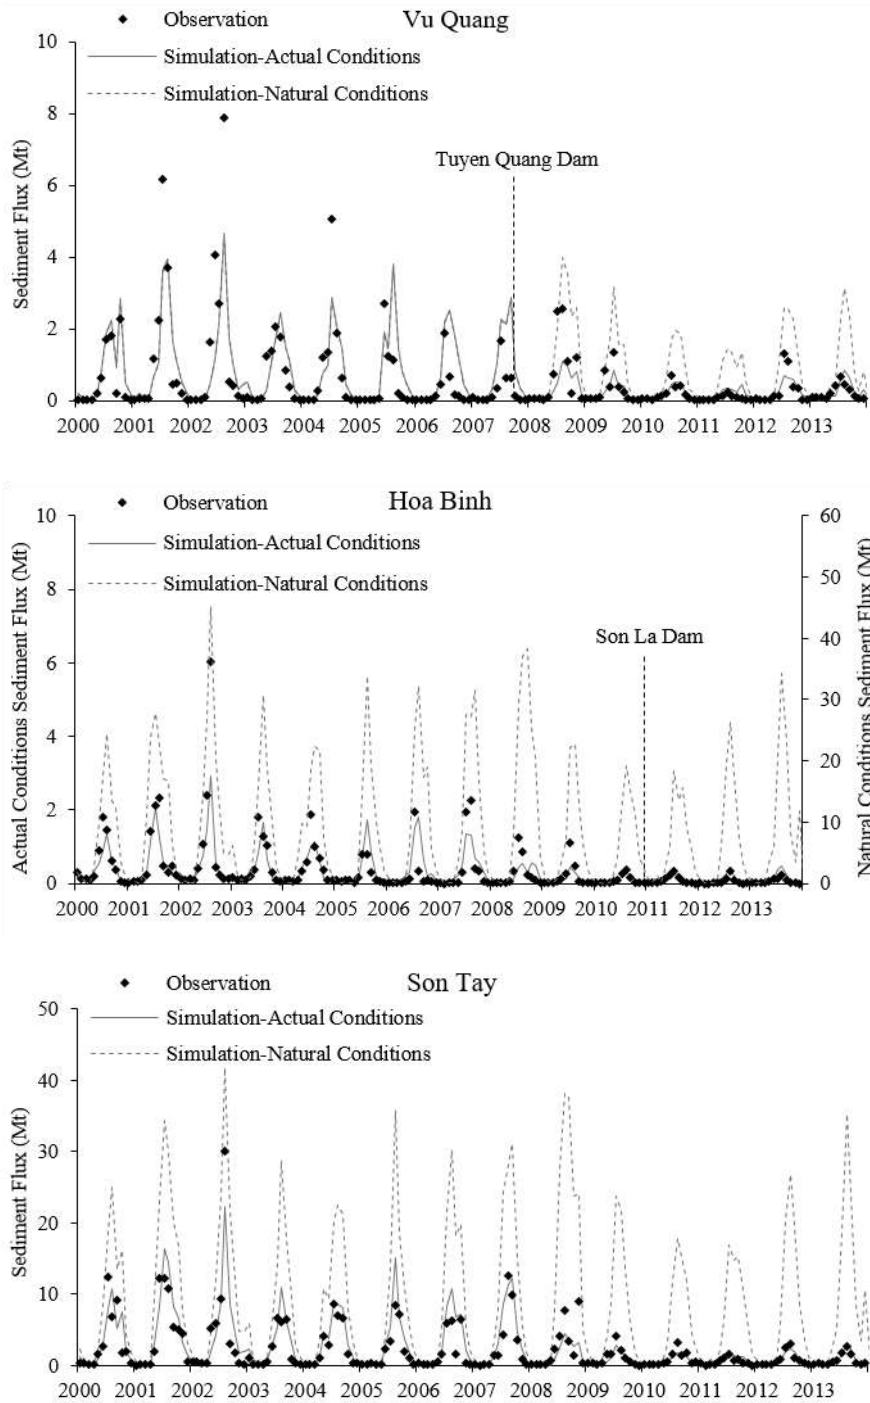 Vu Quang
Observation
Simulation-Actual Conditions
Simulation-Natural Conditions
Tuyen Quang Dam
Sediment Flux (Mt)
10
8
6
4
2
0
2000 2001 2002 2003 2004 2005 2006 2007 2008 2009 2010 2011 2012 2013
Hoa Binh
Observation
Simulation-Actual Conditions
Simulation-Natural Conditions
Son La Dam
Actual Conditions Sediment Flux (Mt)
10
8
6
4
2
0
Natural Conditions Sediment Flux (Mt)
60
50
40
30
20
10
0
2000 2001 2002 2003 2004 2005 2006 2007 2008 2009 2010 2011 2012 2013
Son Tay
Observation
Simulation-Actual Conditions
Simulation-Natural Conditions
Sediment Flux (Mt)
50
40
30
20
10
0
2000 2001 2002 2003 2004 2005 2006 2007 2008 2009 2010 2011 2012 2013